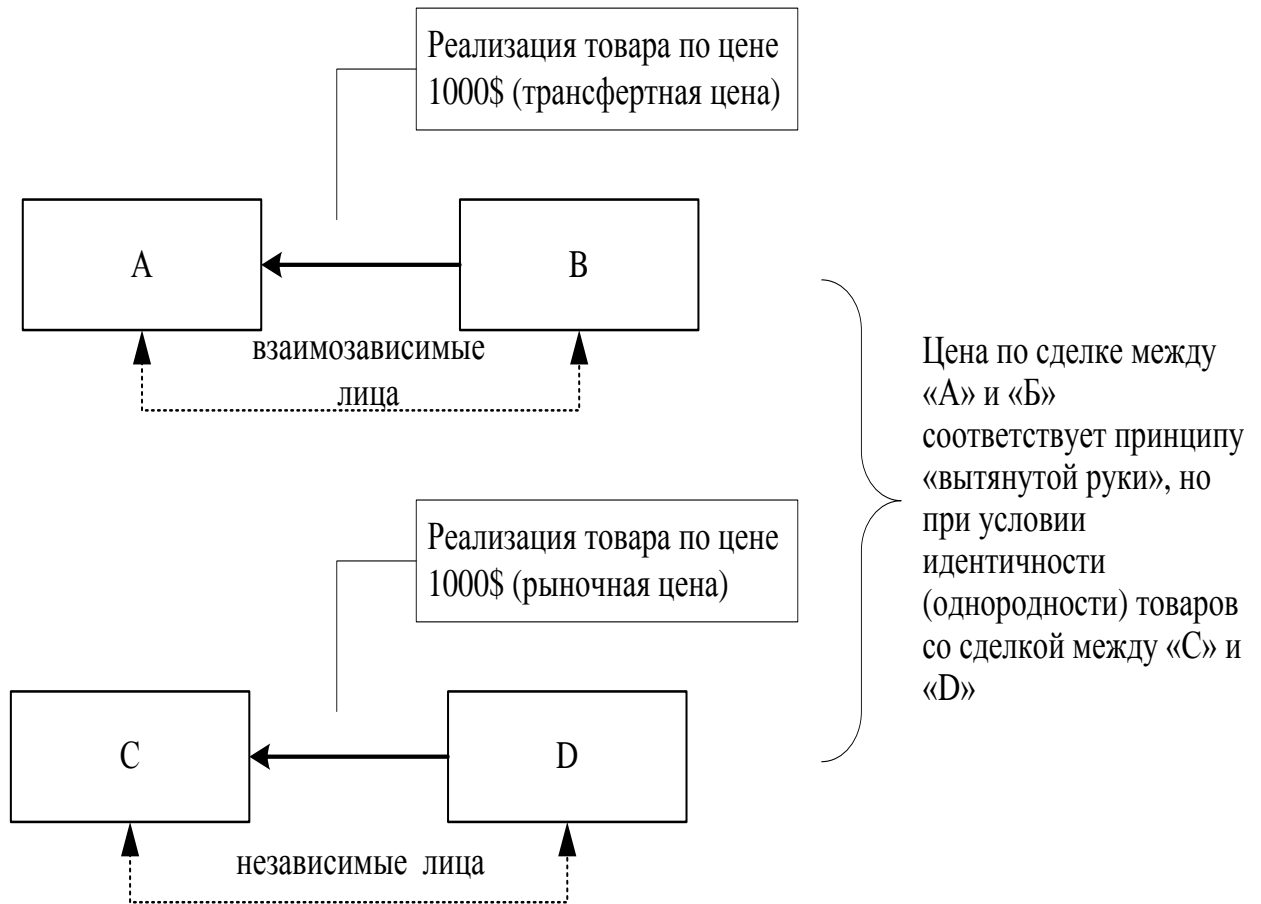 Реализация товара по цене
1000$ (трансфертная цена)
A
B
взаимозависимые
лица
Цена по сделке между
«А» и «Б»
соответствует принципу
«вытянутой руки», но
при условии
идентичности
(однородности) товаров
со сделкой между «С» и
«D»
Реализация товара по цене
1000$ (рыночная цена)
C
D
независимые лица